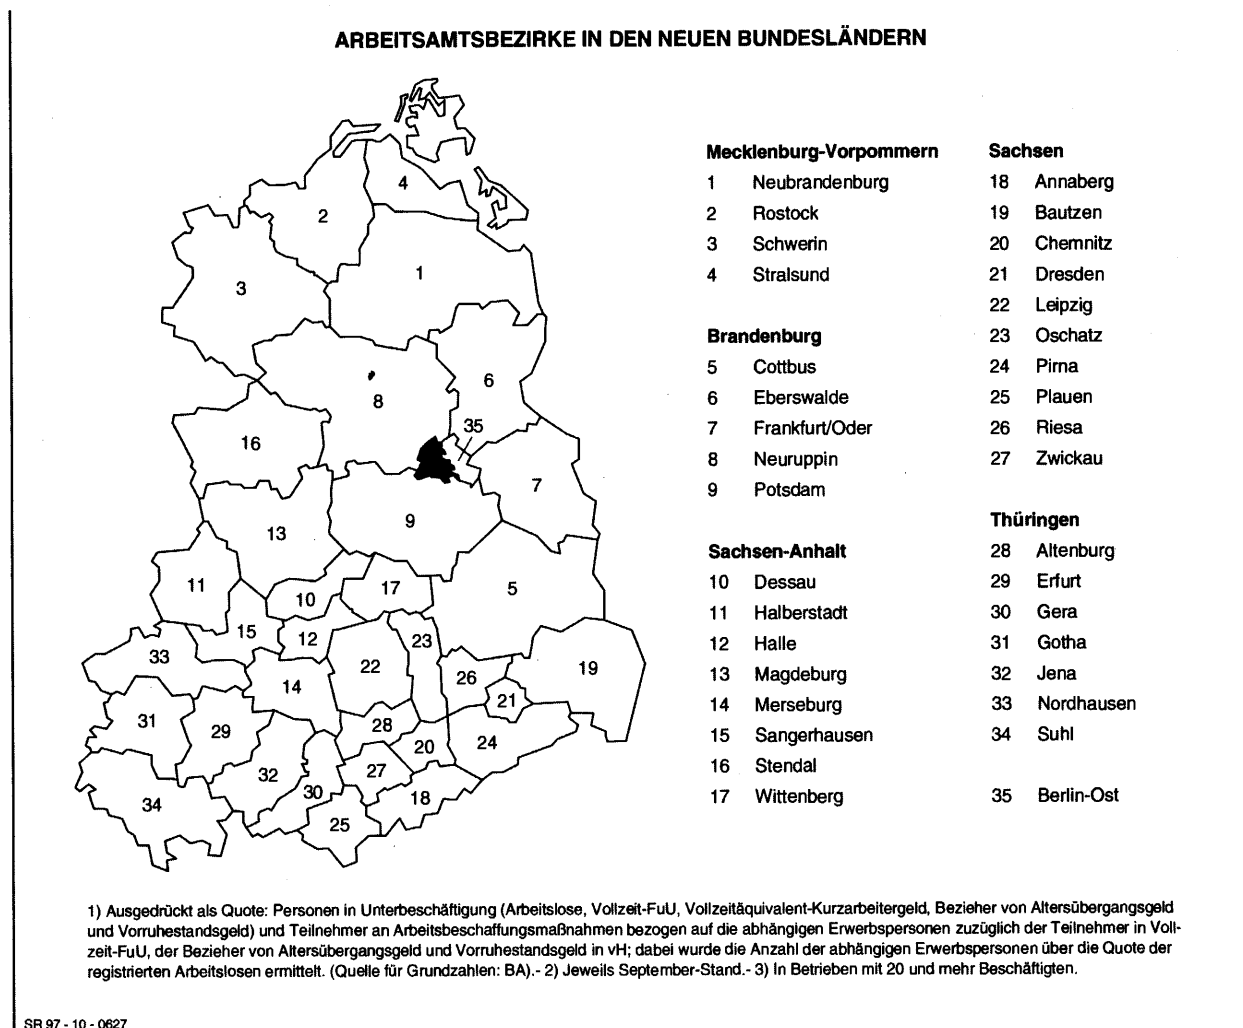 ARBEITSAMTSBEZIRKE IN DEN NEUEN BUNDESLÄNDERN
4
2
1
3
6
8
35
16
7
13
9
11
10
17
5
15
12
23
33
22
19
14
26
21
31
29
28
20
24
32
27
30
18
34
25
Mecklenburg-Vorpommern
1 Neubrandenburg
2 Rostock
3 Schwerin
4 Stralsund
Brandenburg
5 Cottbus
6 Eberswalde
7 Frankfurt/Oder
8 Neuruppin
9 Potsdam
Sachsen-Anhalt
10 Dessau
11 Halberstadt
12 Halle
13 Magdeburg
14 Merseburg
15 Sangerhausen
16 Stendal
17 Wittenberg
Sachsen
18 Annaberg
19 Bautzen
20 Chemnitz
21 Dresden
22 Leipzig
23 Oschatz
24 Pirna
25 Plauen
26 Riesa
27 Zwickau
Thüringen
28 Altenburg
29 Erfurt
30 Gera
31 Gotha
32 Jena
33 Nordhausen
34 Suhl
35 Berlin-Ost
1) Ausgedrückt als Quote: Personen in Unterbeschäftigung (Arbeitslose, Vollzeit-FuU, Vollzeitäquivalent-Kurzarbeitergeld, Bezieher von Altersübergangsgeld
und Vorruhestandsgeld) und Teilnehmer an Arbeitsbeschaffungsmaßnahmen bezogen auf die abhängigen Erwerbspersonen zuzüglich der Teilnehmer in Voll-
zeit-FuU, der Bezieher von Altersübergangsgeld und Vorruhestandsgeld in vH; dabei wurde die Anzahl der abhängigen Erwerbspersonen über die Quote der
registrierten Arbeitslosen ermittelt. (Quelle für Grundzahlen: BA).- 2) Jeweils September-Stand.- 3) In Betrieben mit 20 und mehr Beschäftigten.
SR 97 - 10 - 0627